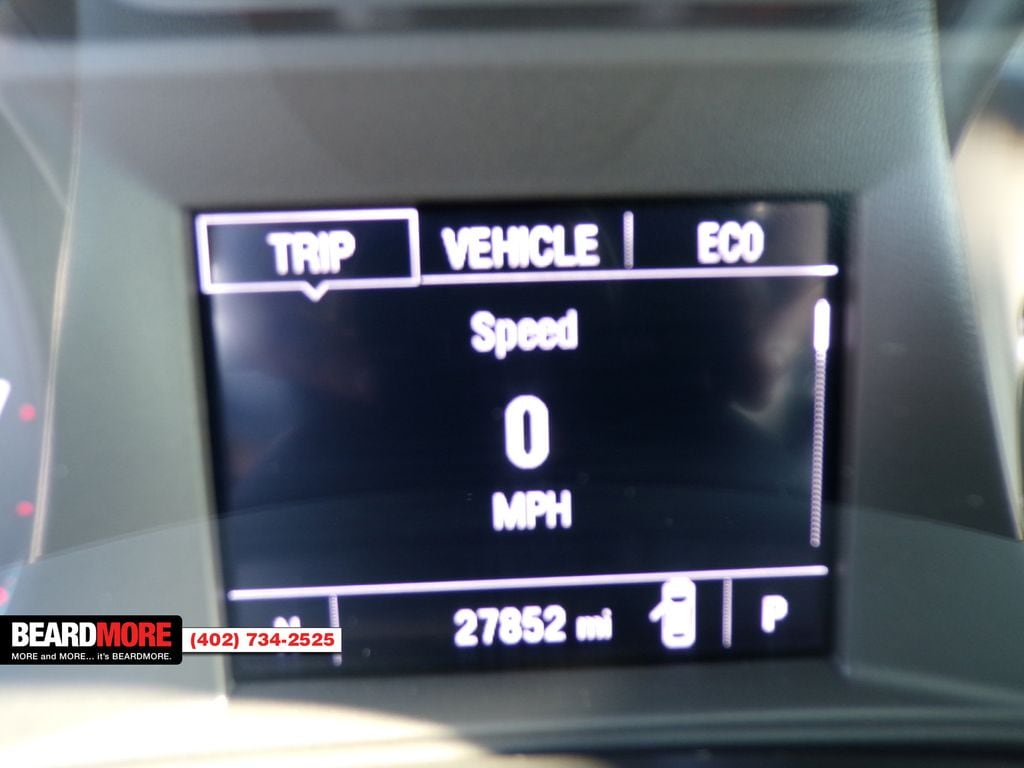 TRIP VEHICLE ECO
Speed
0
MPH
N 27852 mi P
BEARDMORE (402) 734-2525
MORE and MORE... it's BEARDMORE.